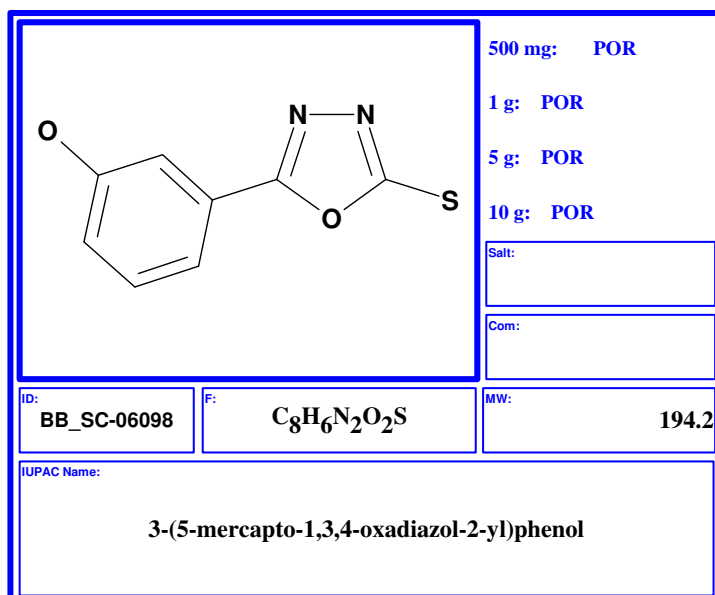 500 mg: POR
1 g: POR
5 g: POR
10 g: POR
O
N N
O
S
Salt:
Com:
ID:
BB_SC-06098
F:
C8H6N2O2S
MW:
194.2
IUPAC Name:
3-(5-mercapto-1,3,4-oxadiazol-2-yl)phenol